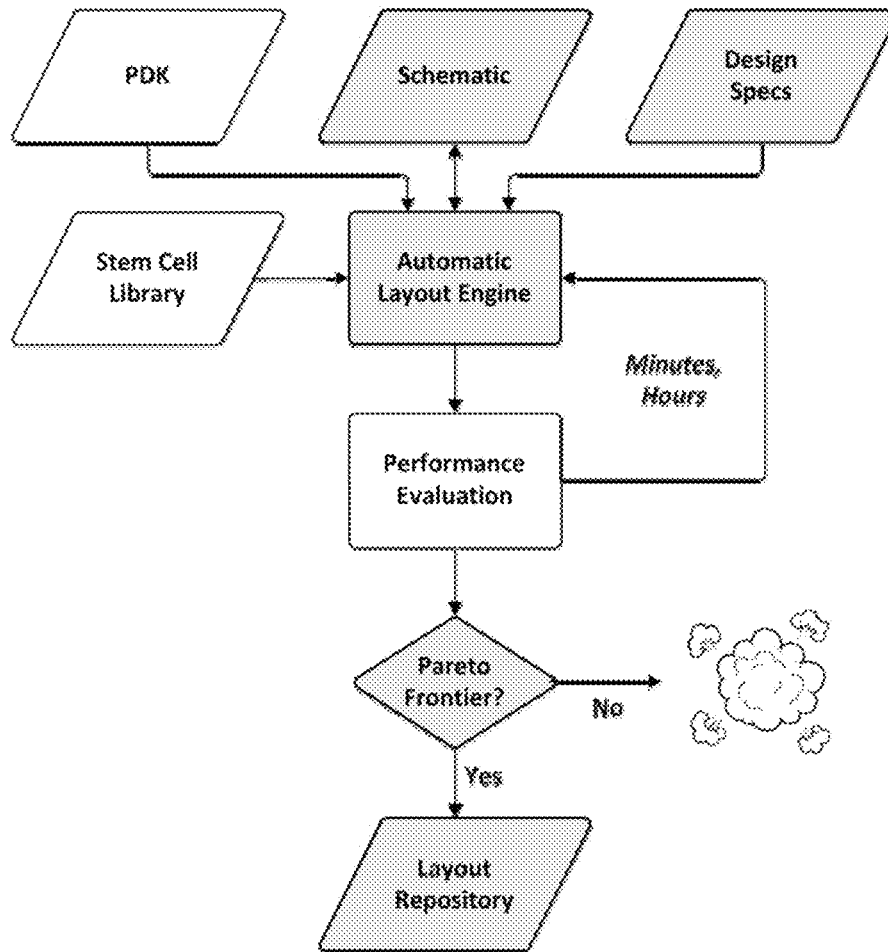 PDK
Schematic
Design
Specs
Stem Cell
Library
Automatic
Layout Engine
Minutes,
Hours
Performance
Evaluation
Pareto
Frontier?
No
Yes
Layout
Repository